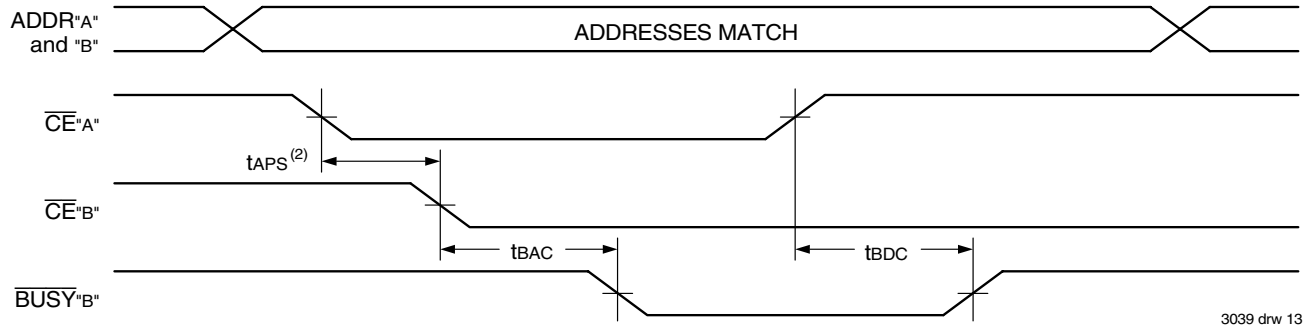 ADDR"A"
and "B"
ADDRESSES MATCH
CE"A"
tAPS(2)
CE"B"
tBAC
tBDC
BUSY"B"
3039 drw 13